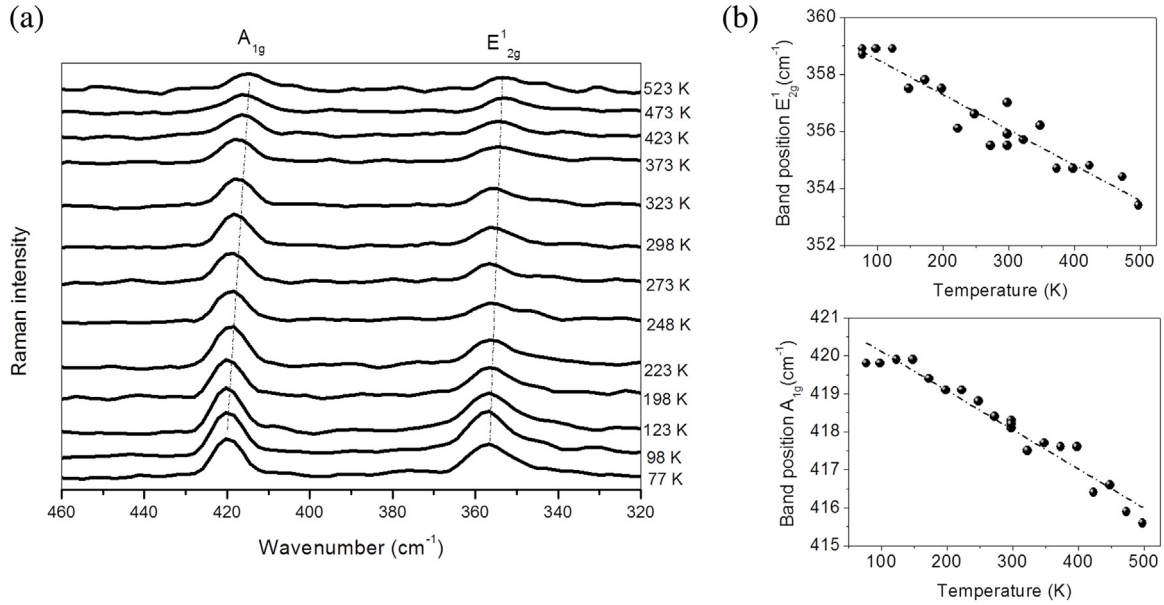 (a)
A1g
E¹2g
523 K
473 K
423 K
373 K
323 K
298 K
273 K
248 K
223 K
198 K
123 K
98 K
77 K
Raman intensity
460 440 420 400 380 360 340 320
Wavenumber (cm⁻¹)
(b)
360
358
356
354
352
Band position E¹2g(cm⁻¹)
100 200 300 400 500
Temperature (K)
421
420
419
418
417
416
415
Band position A1g(cm⁻¹)
100 200 300 400 500
Temperature (K)